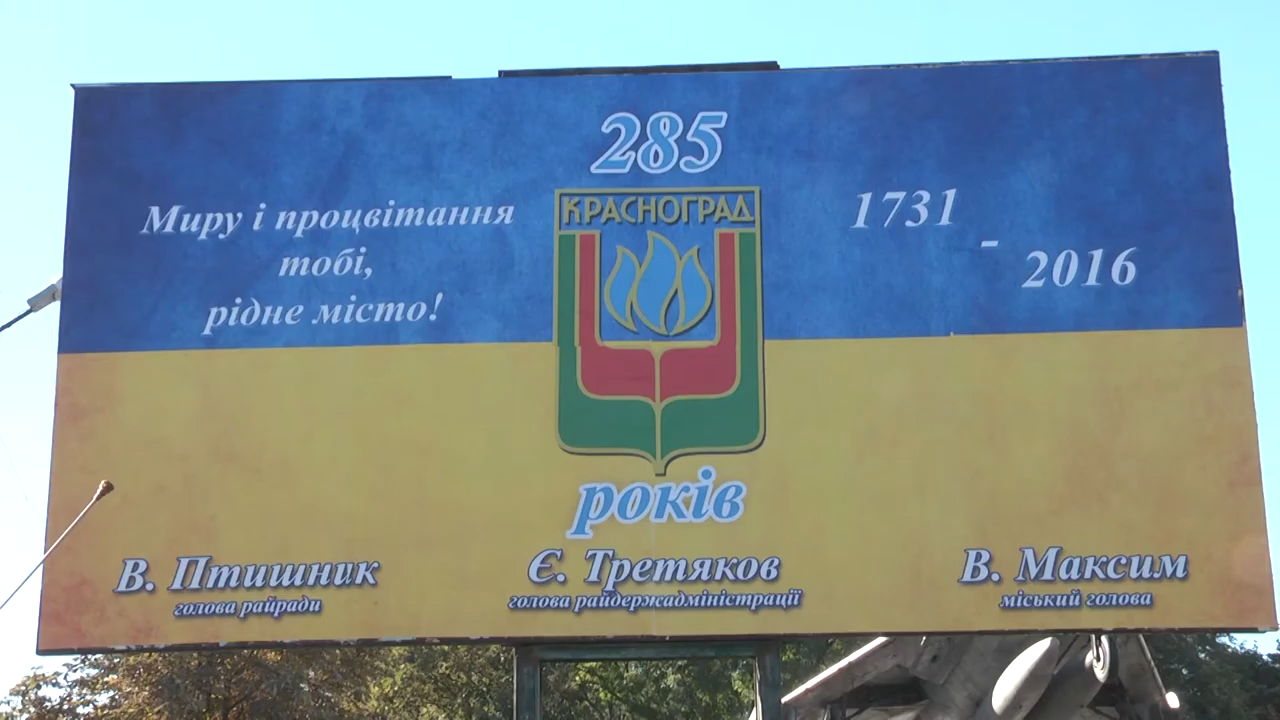 285
КРАСНОГРАД
Миру і процвітання
тобі,
рідне місто!
1731
-
2016
років
В. Птишник
голова райради
Є. Третяков
голова райдержадміністрації
В. Максим
міський голова